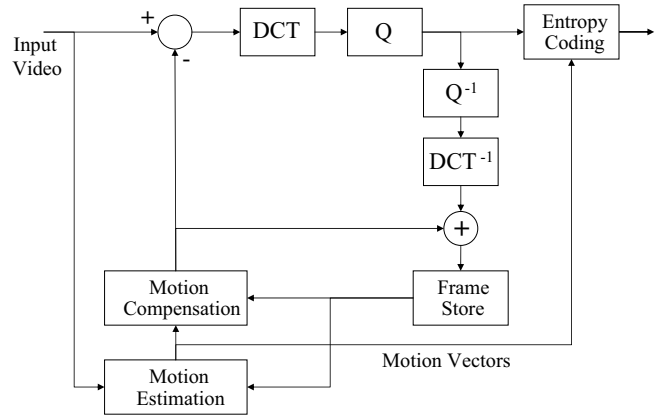 +
Input
Video
-
DCT
Q
Entropy
Coding
Q-1
DCT-1
+
Motion
Compensation
Frame
Store
Motion Vectors
Motion
Estimation